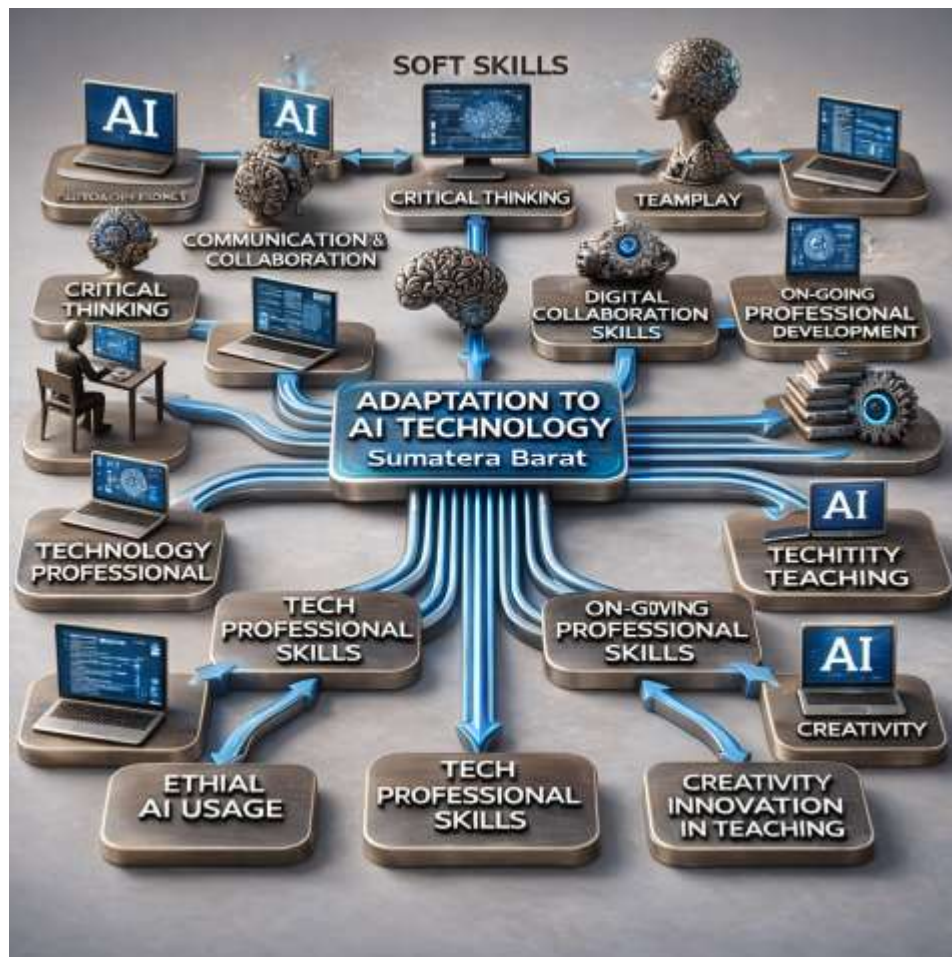 SOFT SKILLS
AI
AI
CRITICAL THINKING
TEAMPLAY
COMMUNICATION &
COLLABORATION
CRITICAL
THINKING
DIGITAL
COLLABORATION
SKILLS
ON-GOING
PROFESSIONAL
DEVELOPMENT
ADAPTATION TO
AI TECHNOLOGY
Sumatera Barat
TECHNOLOGY
PROFESSIONAL
AI
TECHITITY
TEACHING
TECH
PROFESSIONAL
SKILLS
ON-GOVING
PROFESSIONAL
SKILLS
AI
CREATIVITY
ETHIAL
AI USAGE
TECH
PROFESSIONAL
SKILLS
CREATIVITY
INNOVATION
IN TEACHING